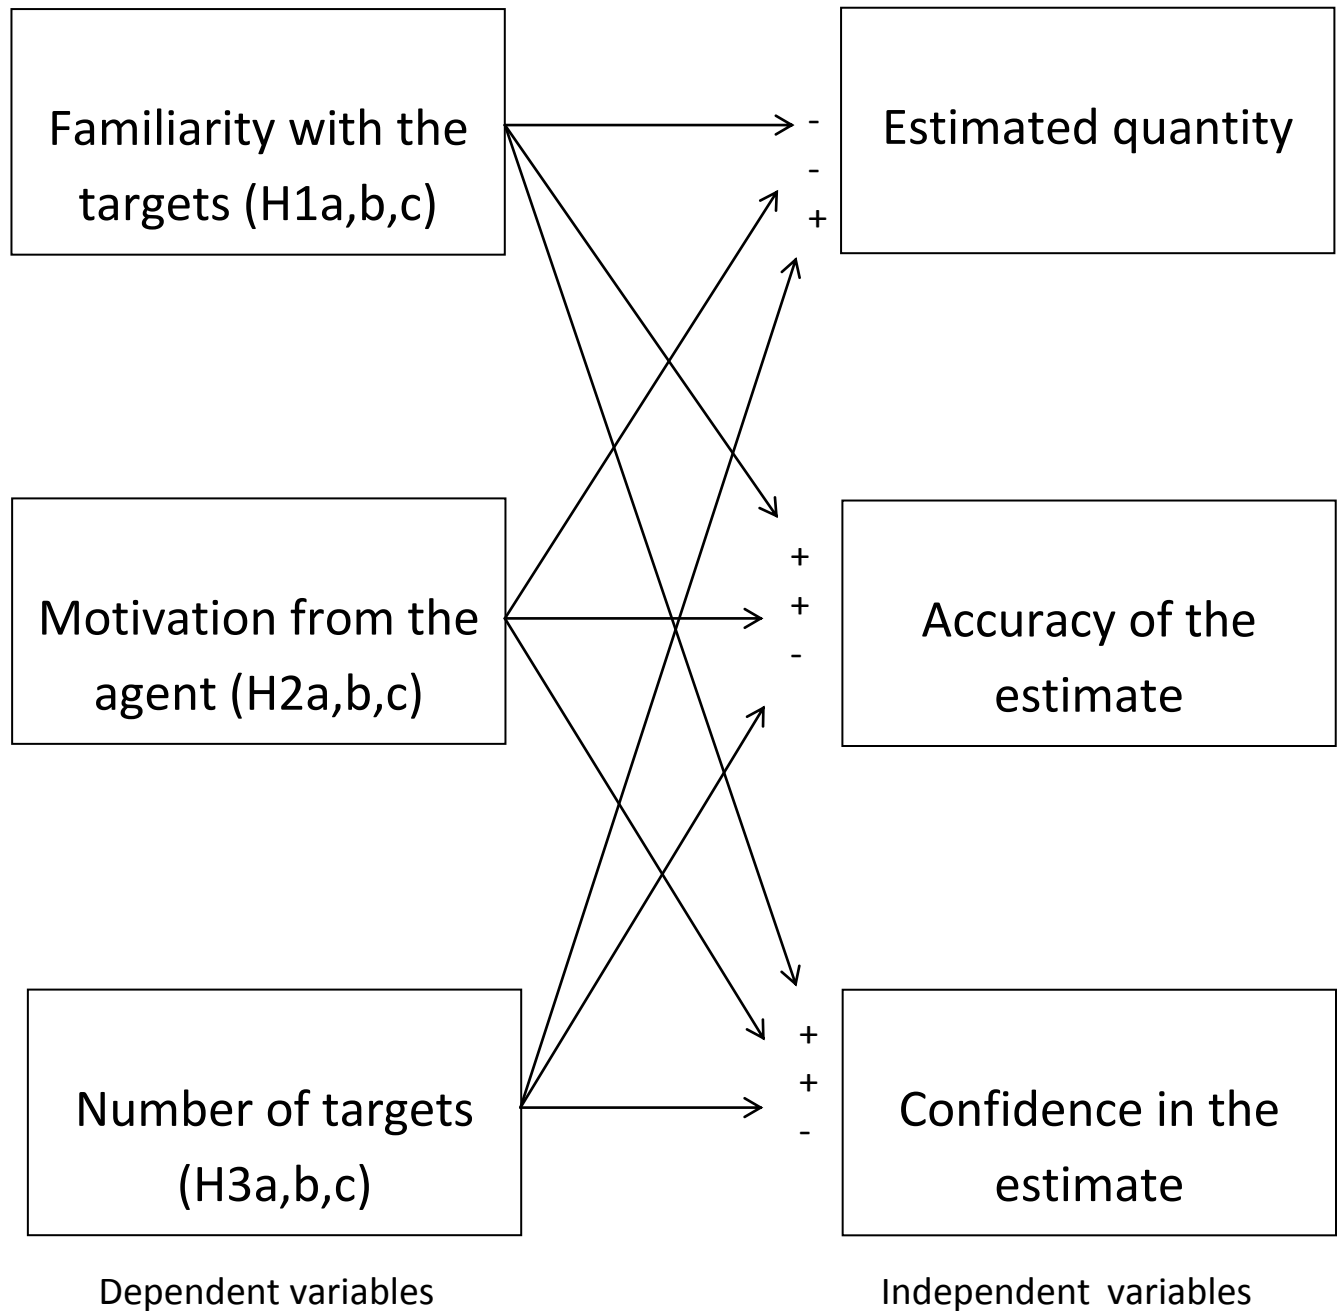 Familiarity with the
targets (H1a,b,c)
-
-
+
Estimated quantity
Motivation from the
agent (H2a,b,c)
+
+
-
Accuracy of the
estimate
Number of targets
(H3a,b,c)
+
+
-
Confidence in the
estimate
Dependent variables
Independent variables